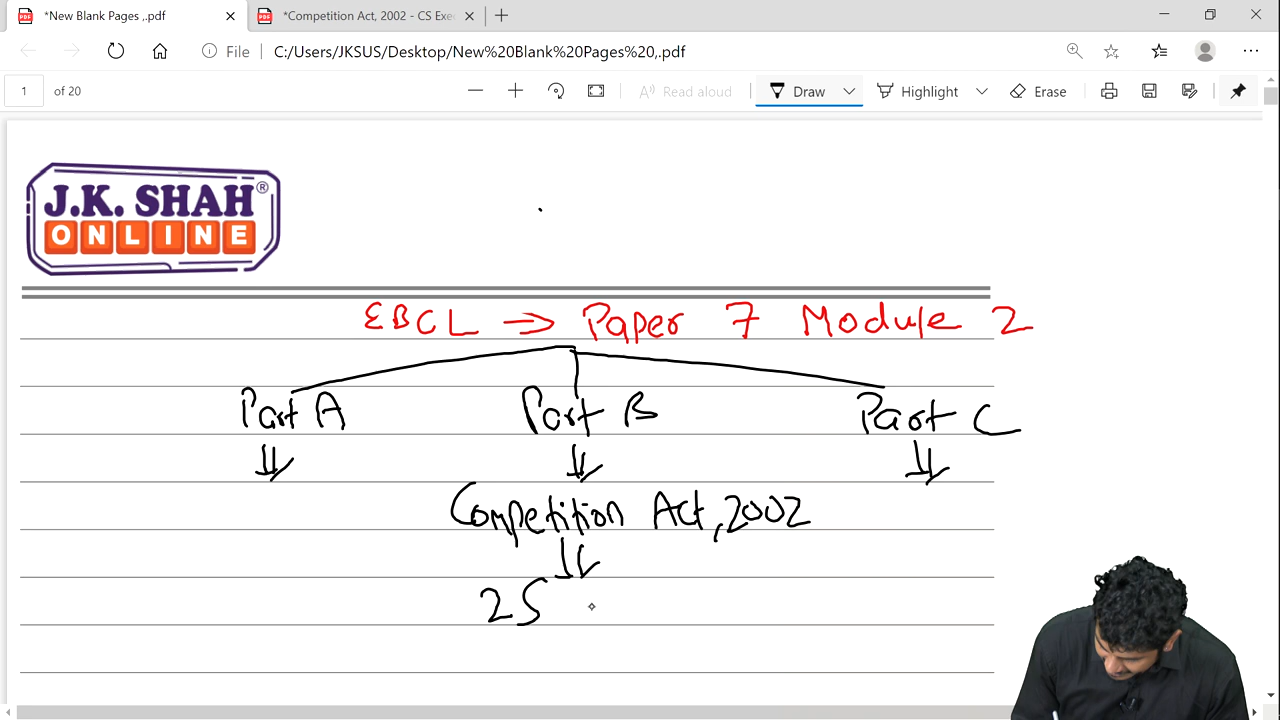 *New Blank Pages ,.pdf
*Competition Act, 2002 - CS Exe
File
C:/Users/JKSUS/Desktop/New%20Blank%20Pages%20,.pdf
1 of 20
Read aloud
Draw
Highlight
Erase
J.K. SHAH®
ONLINE
EBCL ⇒ Paper 7 Module 2
Part A
Part B
Part C
Competition Act, 2002
25